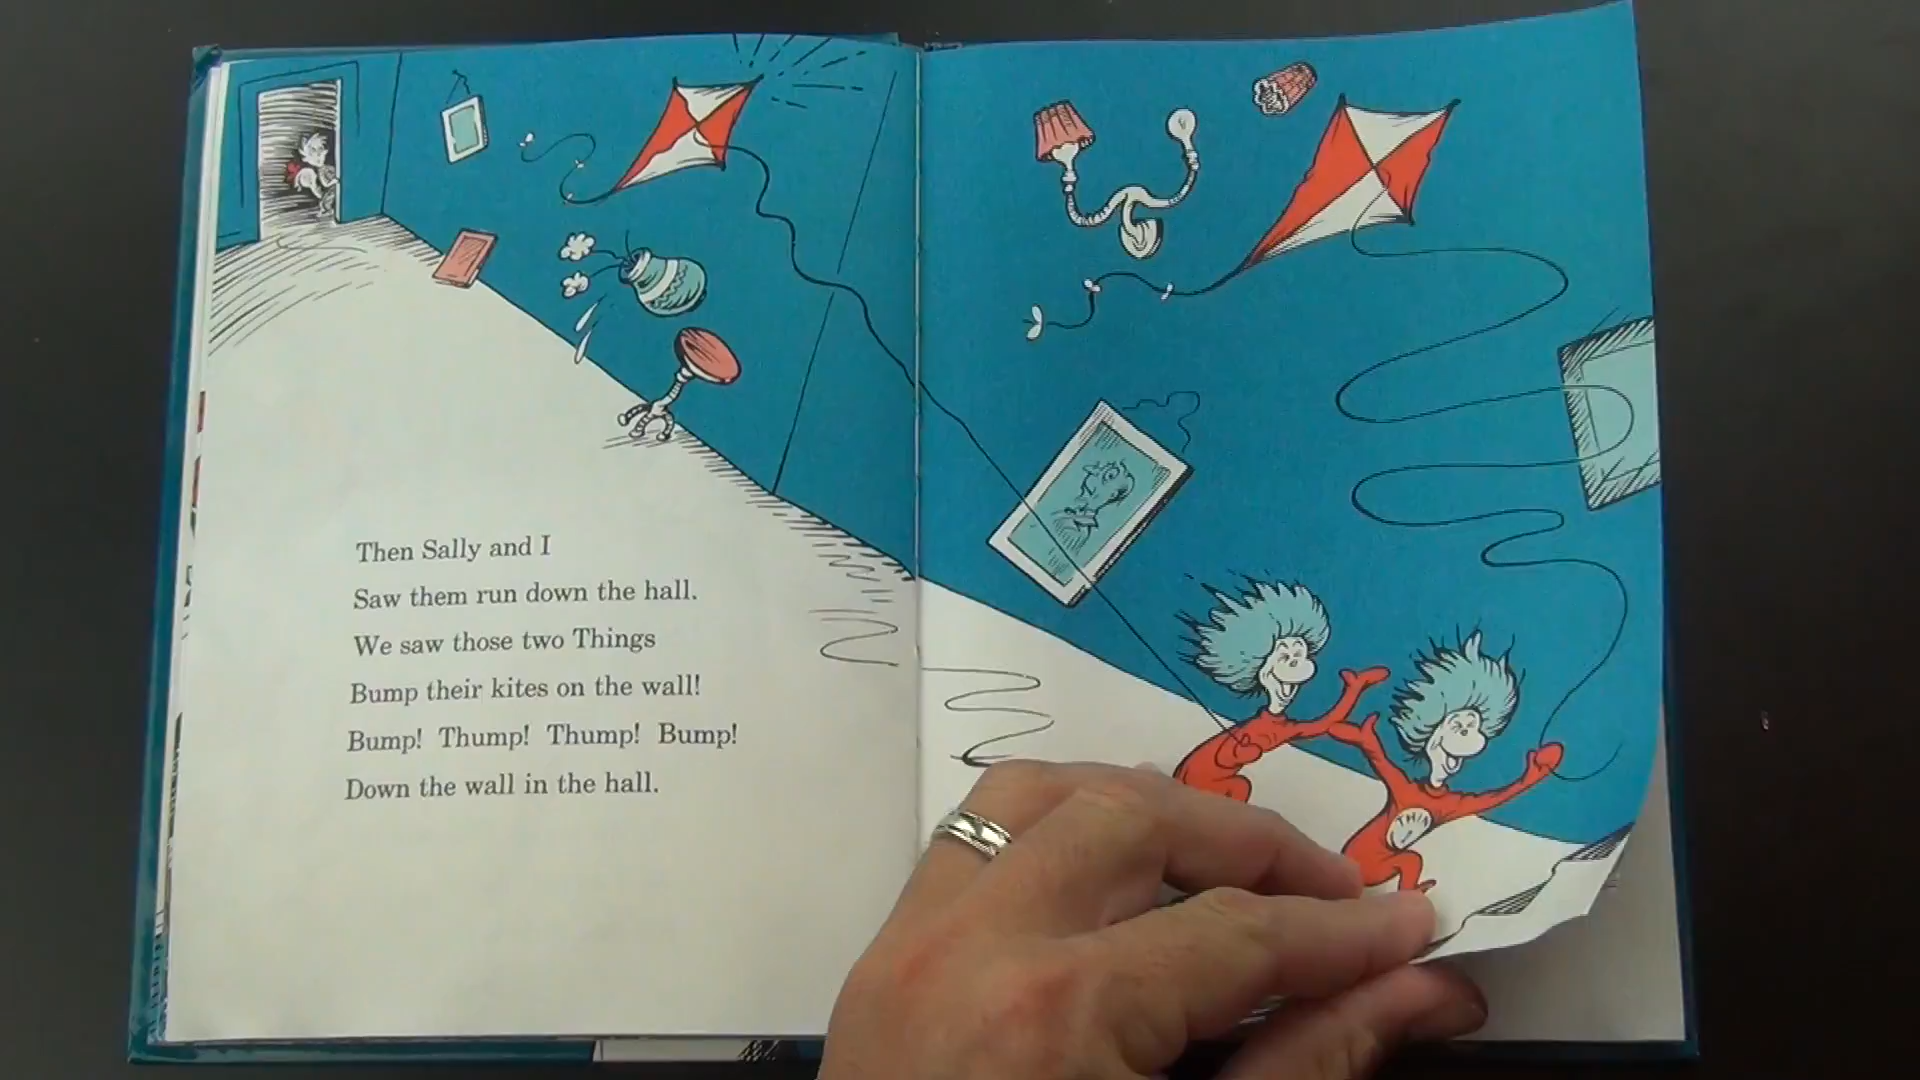 Then Sally and I
Saw them run down the hall.
We saw those two Things
Bump their kites on the wall!
Bump! Thump! Thump! Bump!
Down the wall in the hall.
THIN